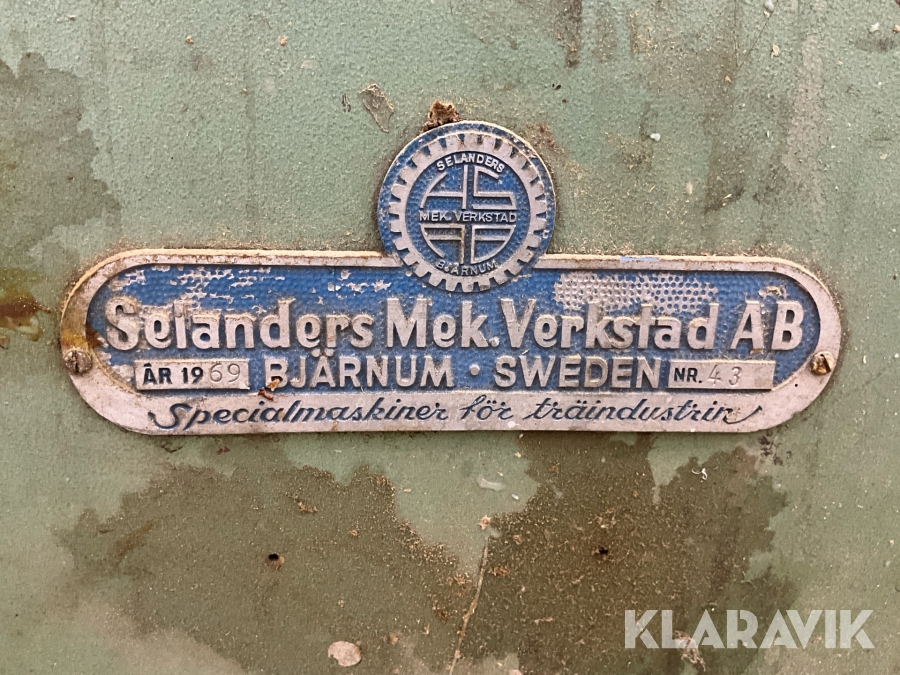 SELANDERS
MEK. VERKSTAD
BJÄRNUM
Selanders Mek. Verkstad AB
ÅR 1969 BJÄRNUM · SWEDEN NR. 43
Specialmaskiner för träindustrin
KLARAVIK